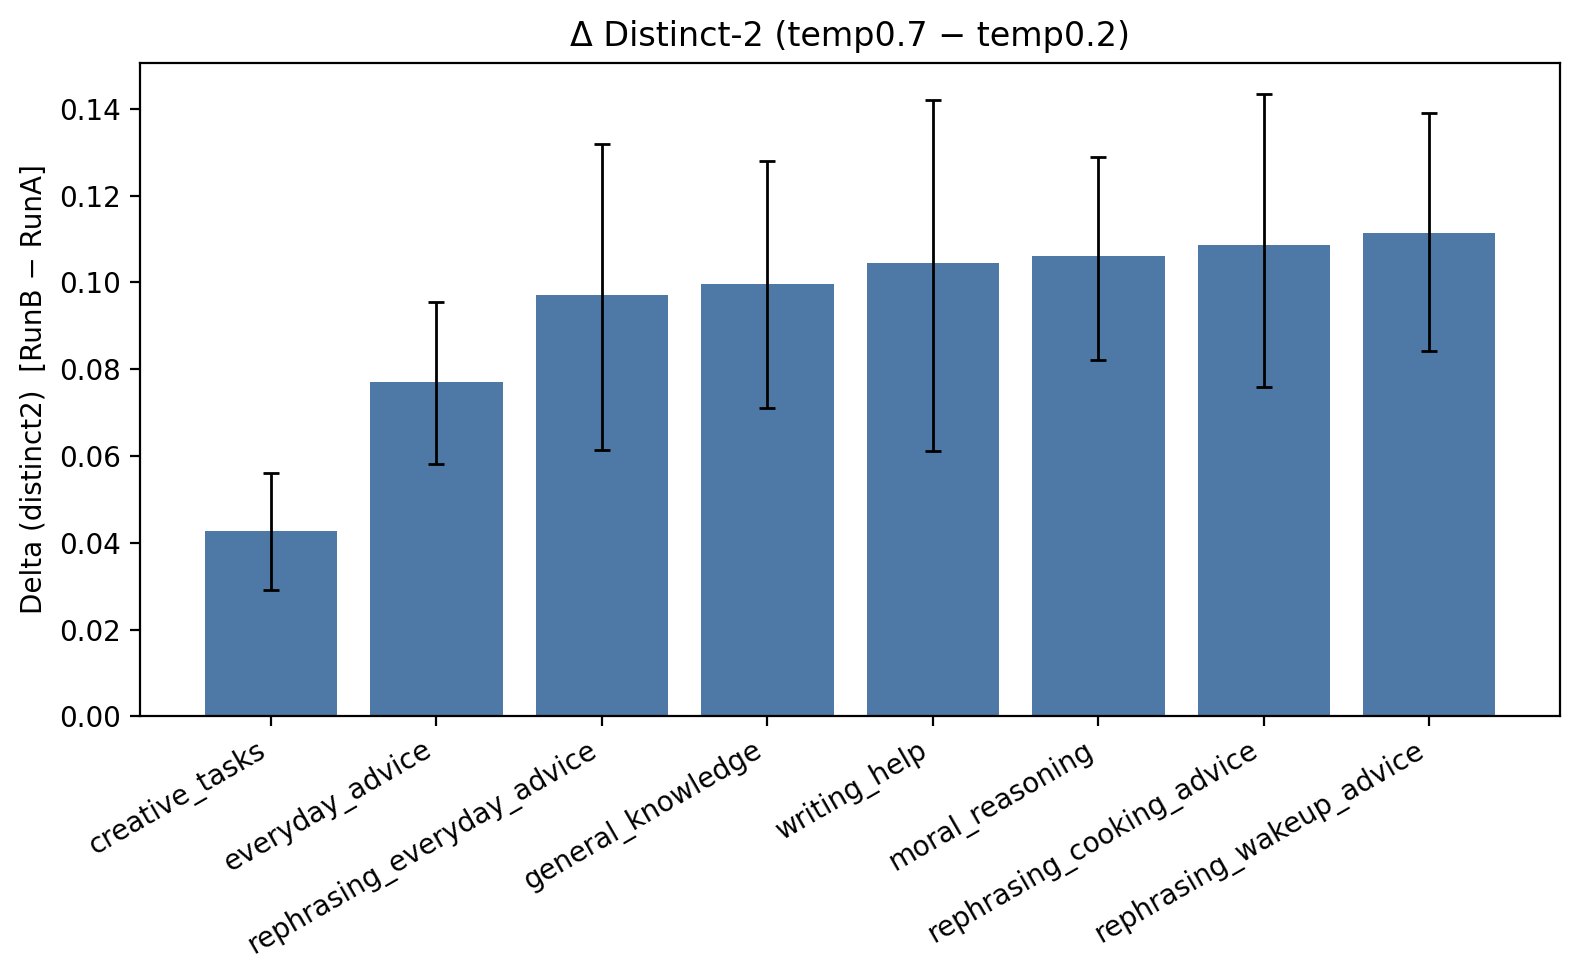 Δ Distinct-2 (temp0.7 − temp0.2)
Delta (distinct2)  [RunB − RunA]
0.14
0.12
0.10
0.08
0.06
0.04
0.02
0.00
creative_tasks
everyday_advice
rephrasing_everyday_advice
general_knowledge
writing_help
moral_reasoning
rephrasing_cooking_advice
rephrasing_wakeup_advice